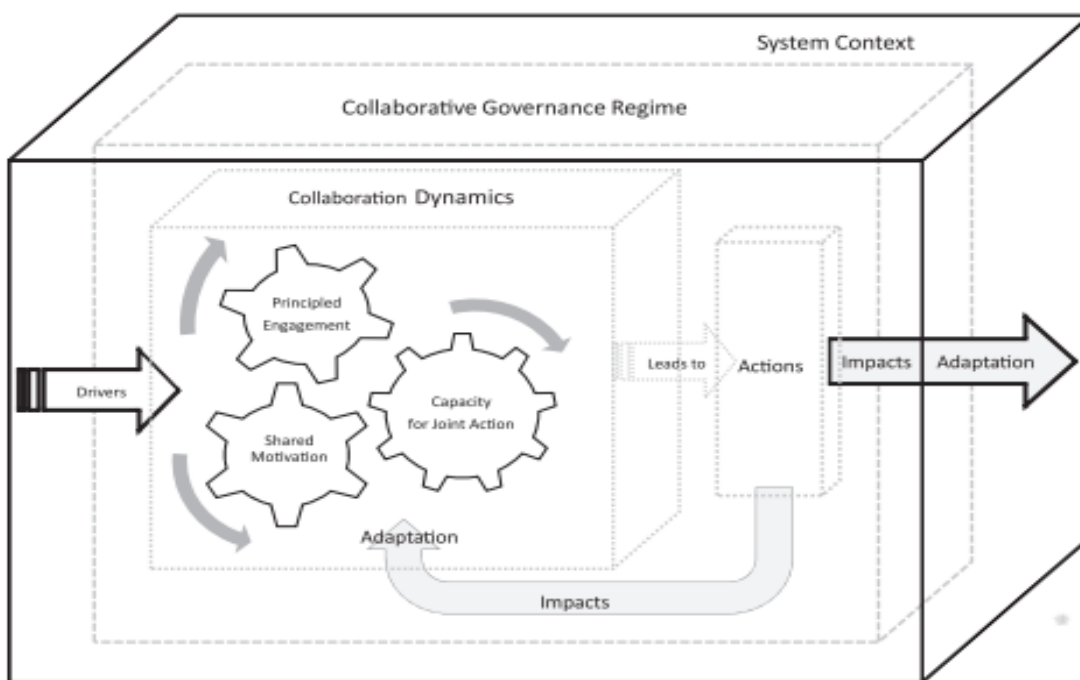 System Context
Collaborative Governance Regime
Collaboration Dynamics
Principled
Engagement
Drivers
Shared
Motivation
Capacity
for Joint Action
Leads to
Actions
Impacts
Adaptation
Adaptation
Impacts